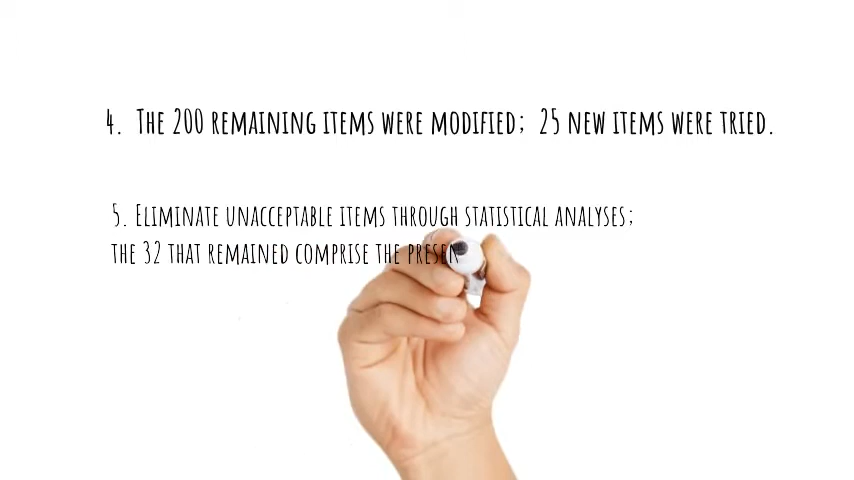 4. The 200 remaining items were modified; 25 new items were tried.
5. Eliminate unacceptable items through statistical analyses;
the 32 that remained comprise the presen